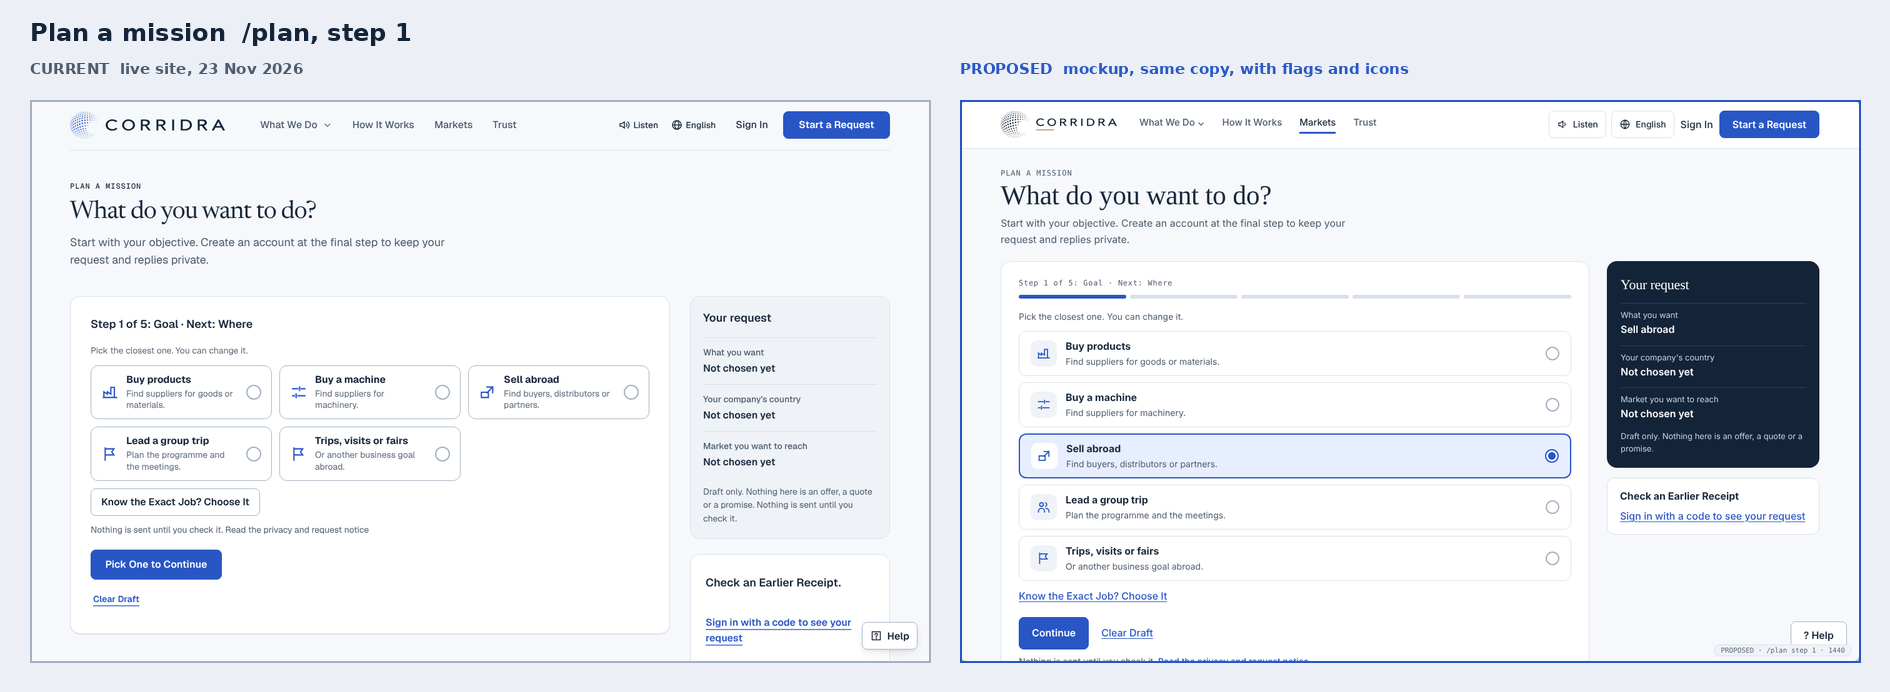 Plan a mission /plan, step 1
CURRENT live site, 23 Nov 2026
CORRIDRA
What We Do
How It Works
Markets
Trust
Listen
English
Sign In
Start a Request
PLAN A MISSION
What do you want to do?
Start with your objective. Create an account at the final step to keep your
request and replies private.
Step 1 of 5: Goal · Next: Where
Pick the closest one. You can change it.
Buy products
Find suppliers for goods or
materials.
Buy a machine
Find suppliers for
machinery.
Sell abroad
Find buyers, distributors or
partners.
Lead a group trip
Plan the programme and
the meetings.
Trips, visits or fairs
Or another business goal
abroad.
Know the Exact Job? Choose It
Nothing is sent until you check it. Read the privacy and request notice
Pick One to Continue
Clear Draft
Your request
What you want
Not chosen yet
Your company's country
Not chosen yet
Market you want to reach
Not chosen yet
Draft only. Nothing here is an offer, a quote
or a promise. Nothing is sent until you
check it.
Check an Earlier Receipt.
Sign in with a code to see your
request
Help
PROPOSED mockup, same copy, with flags and icons
CORRIDRA
What We Do
How It Works
Markets
Trust
Listen
English
Sign In
Start a Request
PLAN A MISSION
What do you want to do?
Start with your objective. Create an account at the final step to keep your
request and replies private.
Step 1 of 5: Goal · Next: Where
Pick the closest one. You can change it.
Buy products
Find suppliers for goods or materials.
Buy a machine
Find suppliers for machinery.
Sell abroad
Find buyers, distributors or partners.
Lead a group trip
Plan the programme and the meetings.
Trips, visits or fairs
Or another business goal abroad.
Know the Exact Job? Choose It
Continue
Clear Draft
Nothing is sent until you check it. Read the privacy and request notice
Your request
What you want
Sell abroad
Your company's country
Not chosen yet
Market you want to reach
Not chosen yet
Draft only. Nothing here is an offer, a quote or a
promise.
Check an Earlier Receipt
Sign in with a code to see your request
? Help
PROPOSED · /plan step 1 · 1440